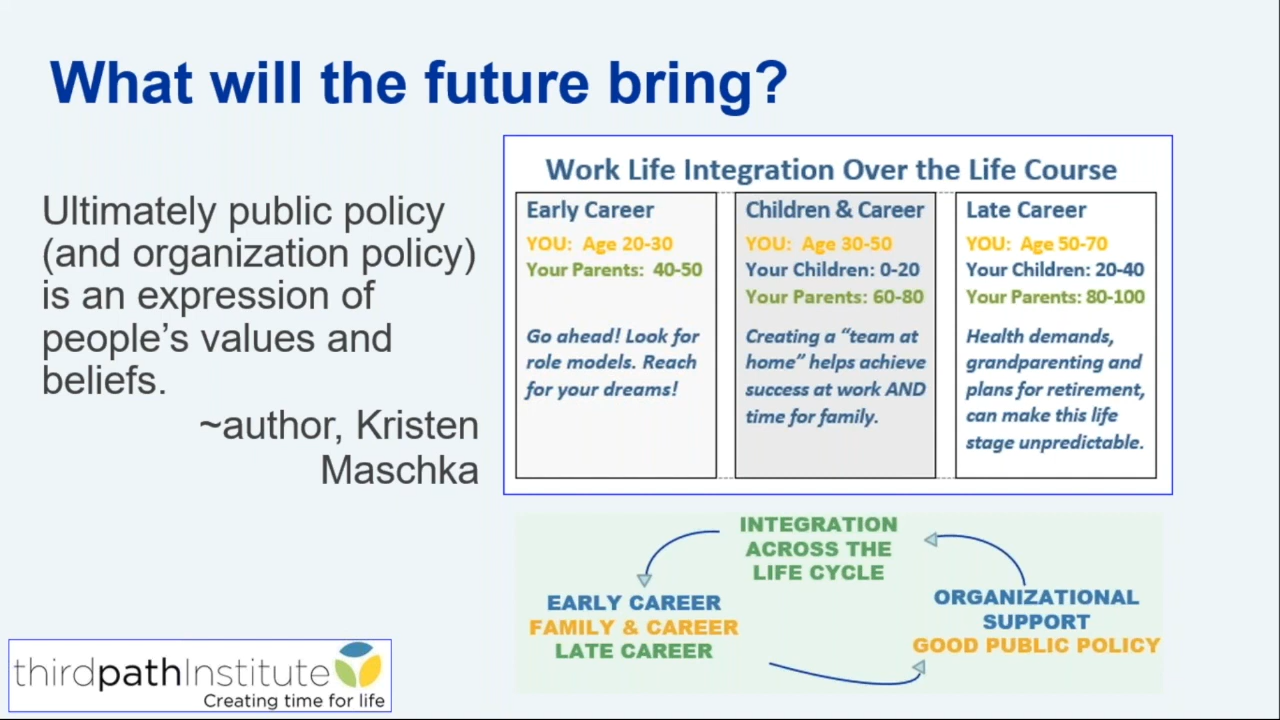 What will the future bring?
Ultimately public policy
(and organization policy)
is an expression of
people’s values and
beliefs.
~author, Kristen
Maschka
Work Life Integration Over the Life Course
Early Career
YOU: Age 20-30
Your Parents: 40-50
Go ahead! Look for
role models. Reach
for your dreams!
Children & Career
YOU: Age 30-50
Your Children: 0-20
Your Parents: 60-80
Creating a “team at
home” helps achieve
success at work AND
time for family.
Late Career
YOU: Age 50-70
Your Children: 20-40
Your Parents: 80-100
Health demands,
grandparenting and
plans for retirement,
can make this life
stage unpredictable.
INTEGRATION
ACROSS THE
LIFE CYCLE
EARLY CAREER
FAMILY & CAREER
LATE CAREER
ORGANIZATIONAL
SUPPORT
GOOD PUBLIC POLICY
thirdpathInstitute
Creating time for life